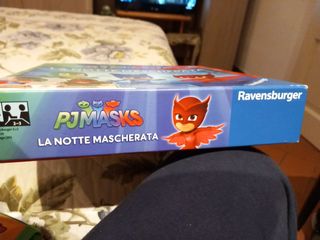 PJMASKS
LA NOTTE MASCHERATA
Ravensburger